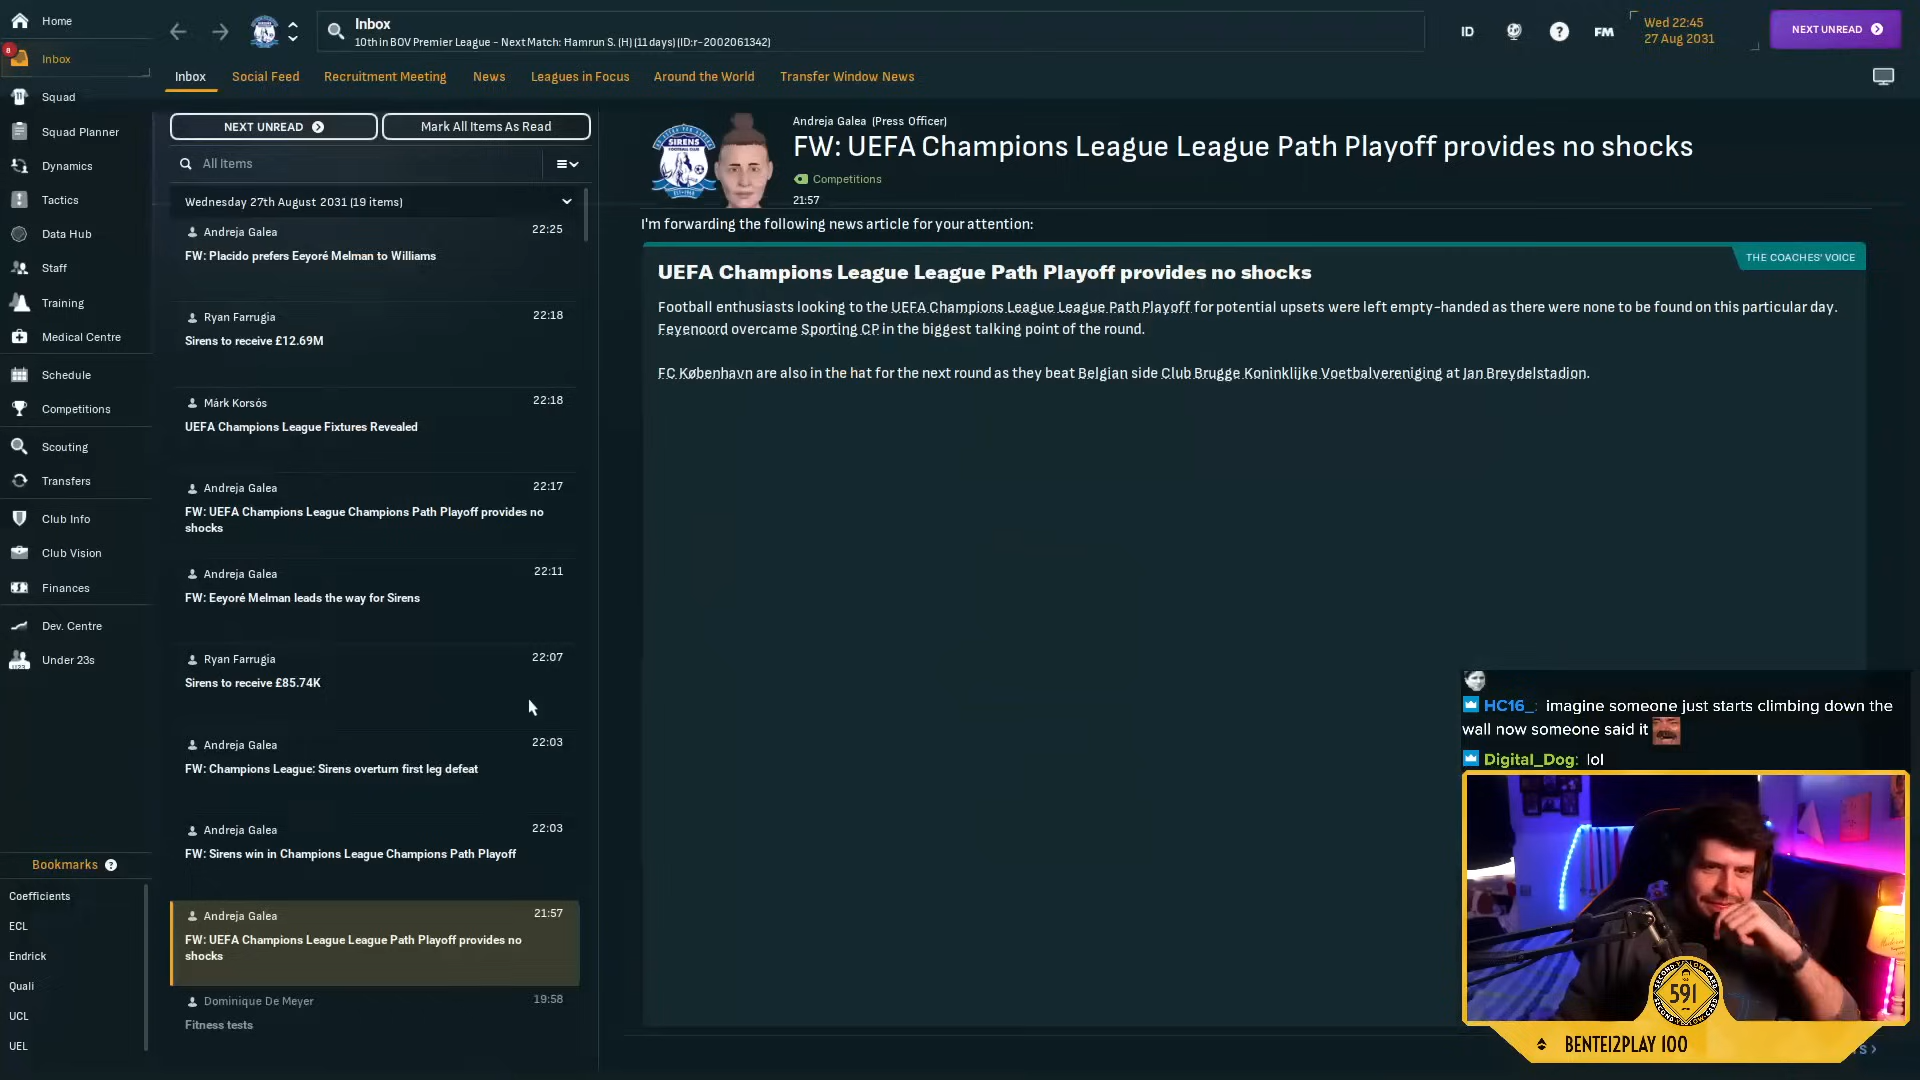 Home
8
Inbox
Squad
Squad Planner
Dynamics
Tactics
Data Hub
Staff
Training
Medical Centre
Schedule
Competitions
Scouting
Transfers
Club Info
Club Vision
Finances
Dev. Centre
U23
Under 23s
Bookmarks ?
Coefficients
ECL
Endrick
Quali
UCL
UEL
Inbox
10th in BOV Premier League - Next Match: Hamrun S. (H) (11 days) (ID:r-2002061342)
ID
?
FM
Wed 22:45
27 Aug 2031
NEXT UNREAD
Inbox Social Feed Recruitment Meeting News Leagues in Focus Around the World Transfer Window News
NEXT UNREAD
Mark All Items As Read
All Items
Wednesday 27th August 2031 (19 items)
Andreja Galea 22:25
FW: Placido prefers Eeyoré Melman to Williams
Ryan Farrugia 22:18
Sirens to receive £12.69M
Márk Korsós 22:18
UEFA Champions League Fixtures Revealed
Andreja Galea 22:17
FW: UEFA Champions League Champions Path Playoff provides no
shocks
Andreja Galea 22:11
FW: Eeyoré Melman leads the way for Sirens
Ryan Farrugia 22:07
Sirens to receive £85.74K
Andreja Galea 22:03
FW: Champions League: Sirens overturn first leg defeat
Andreja Galea 22:03
FW: Sirens win in Champions League Champions Path Playoff
Andreja Galea 21:57
FW: UEFA Champions League League Path Playoff provides no
shocks
Dominique De Meyer 19:58
Fitness tests
SIRENS
FOOTBALL CLUB
Andreja Galea (Press Officer)
FW: UEFA Champions League League Path Playoff provides no shocks
Competitions
21:57
I'm forwarding the following news article for your attention:
THE COACHES' VOICE
UEFA Champions League League Path Playoff provides no shocks
Football enthusiasts looking to the UEFA Champions League League Path Playoff for potential upsets were left empty-handed as there were none to be found on this particular day.
Feyenoord overcame Sporting CP in the biggest talking point of the round.
FC København are also in the hat for the next round as they beat Belgian side Club Brugge Koninklijke Voetbalvereniging at Jan Breydelstadion.
HC16_: imagine someone just starts climbing down the
wall now someone said it
Digital_Dog: lol
SECOND YELLOW CARD
591
BENTEI2PLAY 100